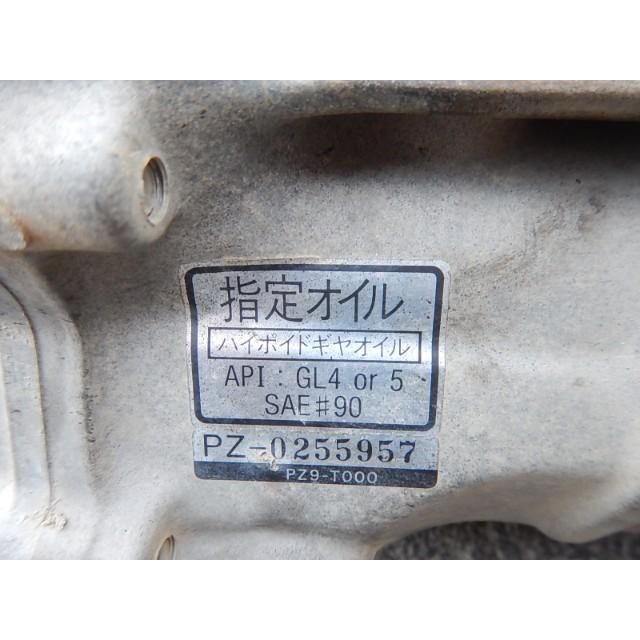 指定オイル
ハイポイドギヤオイル
API : GL4 or 5
SAE#90
PZ-0255957
PZ9-T000